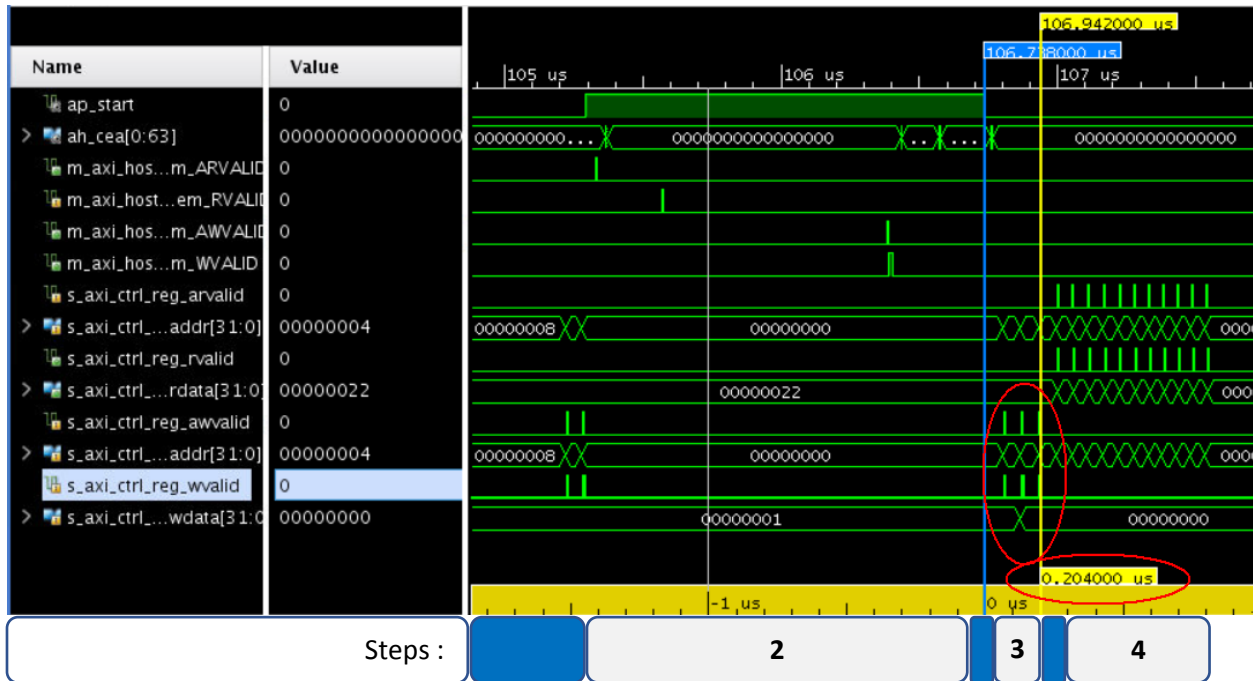 106.942000 us
106.738000 us
Name Value
105 us 106 us 107 us
ap_start 0
ah_cea[0:63] 00000000000000000 000000000... 0000000000000000 ... ... 0000000000000000
m_axi_hos...m_ARVALID 0
m_axi_host...em_RVALID 0
m_axi_hos...m_AWVALID 0
m_axi_hos...m_WVALID 0
s_axi_ctrl_reg_arvalid 0
s_axi_ctrl_...addr[31:0] 00000004 00000008 00000000 000
s_axi_ctrl_reg_rvalid 0
s_axi_ctrl_...rdata[31:0] 00000022 00000022 000
s_axi_ctrl_reg_awvalid 0
s_axi_ctrl_...addr[31:0] 00000004 00000008 00000000 000
s_axi_ctrl_reg_wvalid 0
s_axi_ctrl_...wdata[31:0 00000000 00000001 00000000
0.204000 us
-1 us 0 us
Steps : 2 3 4